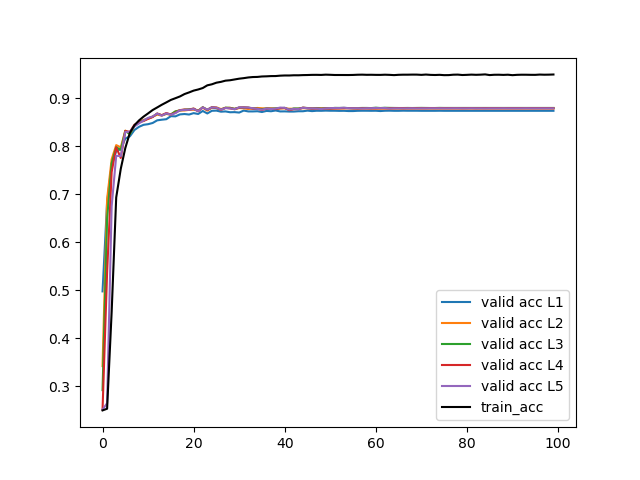 0.9
0.8
0.7
0.6
0.5
0.4
0.3
valid acc L1
valid acc L2
valid acc L3
valid acc L4
valid acc L5
train_acc
0 20 40 60 80 100